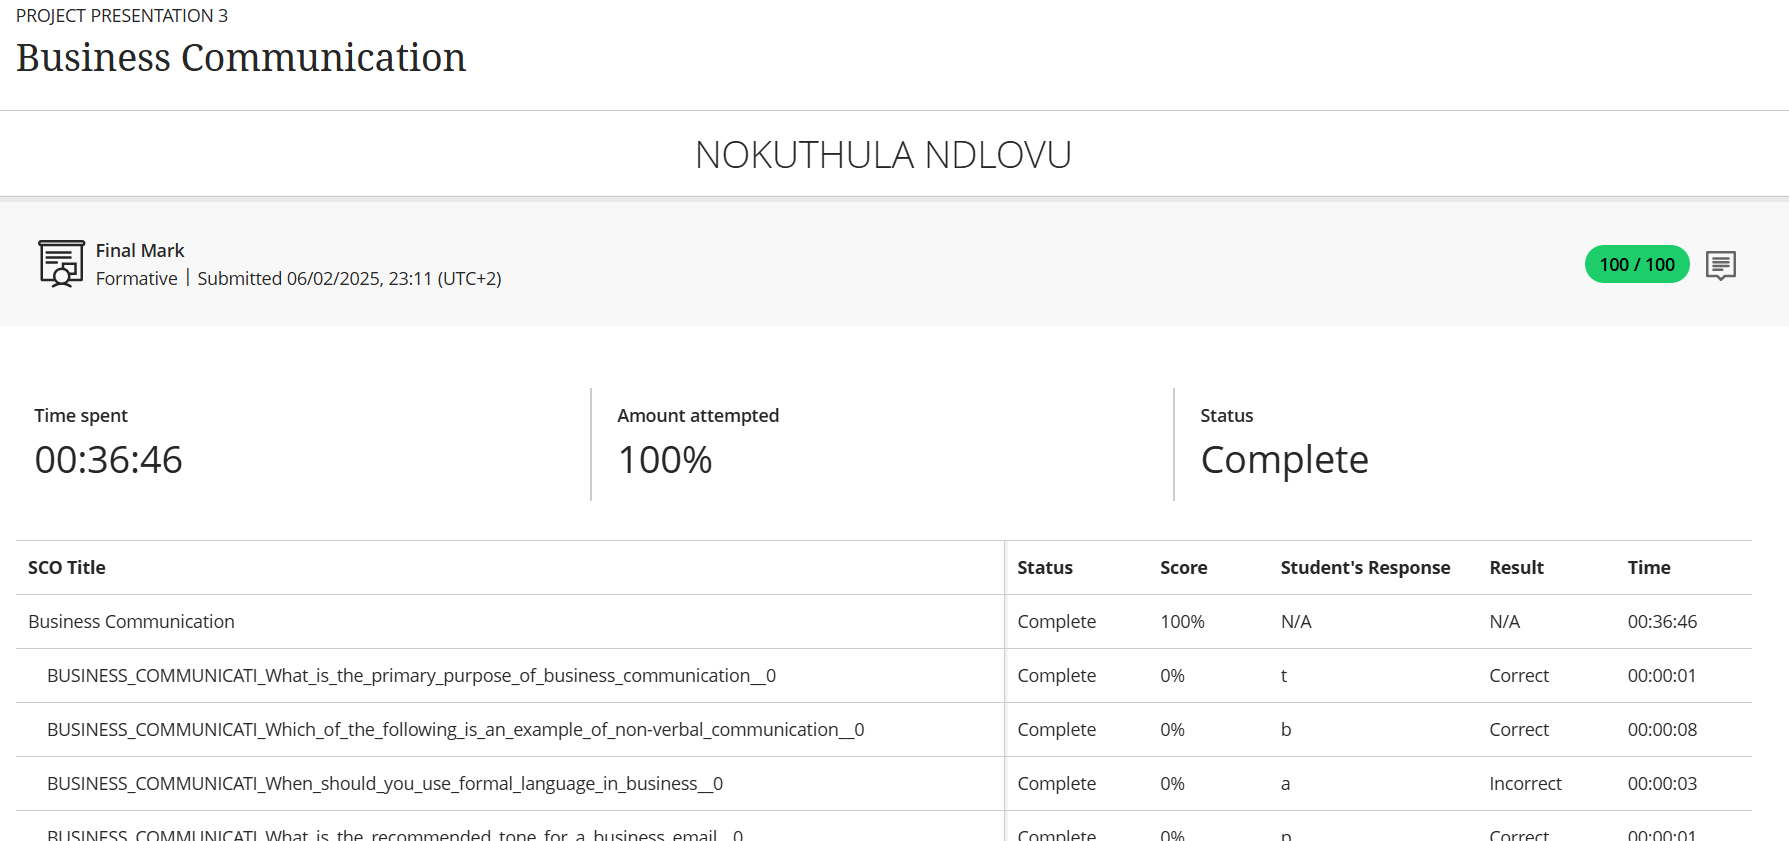 PROJECT PRESENTATION 3
Business Communication
NOKUTHULA NDLOVU
Final Mark
Formative | Submitted 06/02/2025, 23:11 (UTC+2)
100 / 100
Time spent
00:36:46
Amount attempted
100%
Status
Complete
SCO Title Status Score Student's Response Result Time
Business Communication Complete 100% N/A N/A 00:36:46
BUSINESS_COMMUNICATI_What_is_the_primary_purpose_of_business_communication__0 Complete 0% t Correct 00:00:01
BUSINESS_COMMUNICATI_Which_of_the_following_is_an_example_of_non-verbal_communication__0 Complete 0% b Correct 00:00:08
BUSINESS_COMMUNICATI_When_should_you_use_formal_language_in_business__0 Complete 0% a Incorrect 00:00:03
BUSINESS_COMMUNICATI_What_is_the_recommended_tone_for_a_business_email__0 Complete 0% p Correct 00:00:01